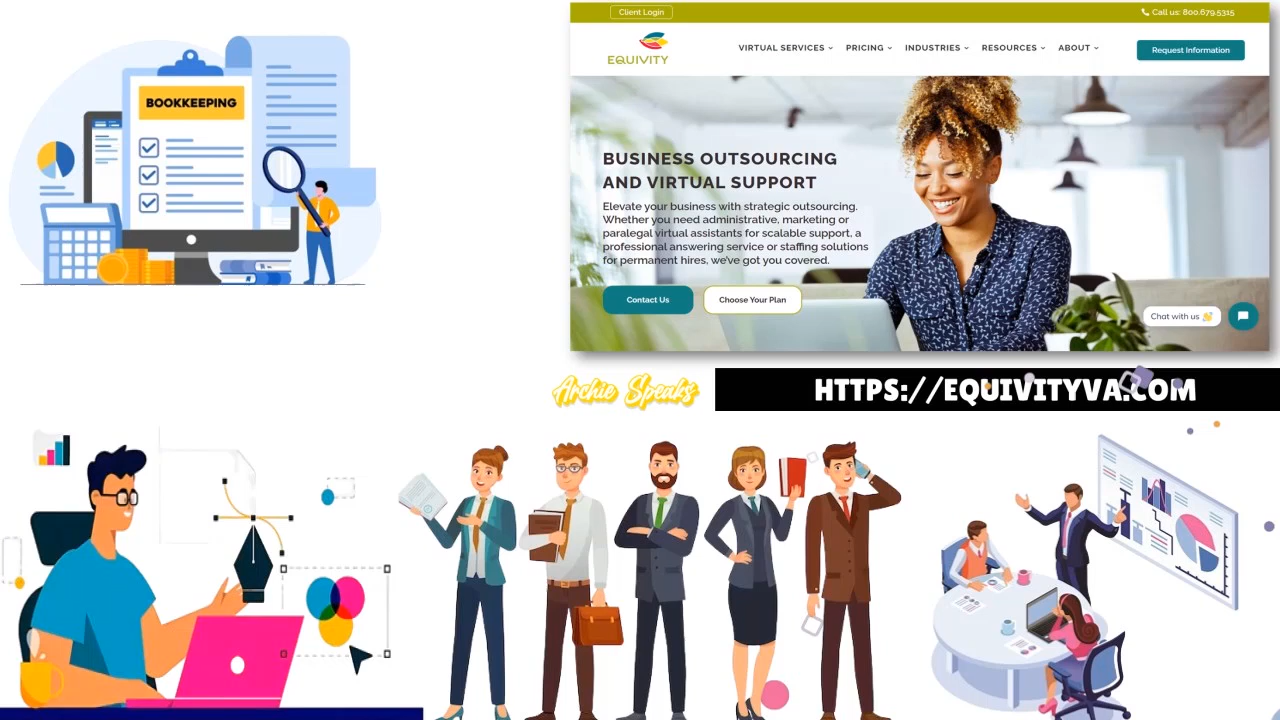 BOOKKEEPING
Client Login
Call us: 800.679.5315
EQUIVITY
VIRTUAL SERVICES
PRICING
INDUSTRIES
RESOURCES
ABOUT
Request Information
BUSINESS OUTSOURCING
AND VIRTUAL SUPPORT
Elevate your business with strategic outsourcing.
Whether you need administrative, marketing or
paralegal virtual assistants for scalable support, a
professional answering service or staffing solutions
for permanent hires, we've got you covered.
Contact Us
Choose Your Plan
Chat with us 👋
Archie Speaks
HTTPS://EQUIVITYVA.COM